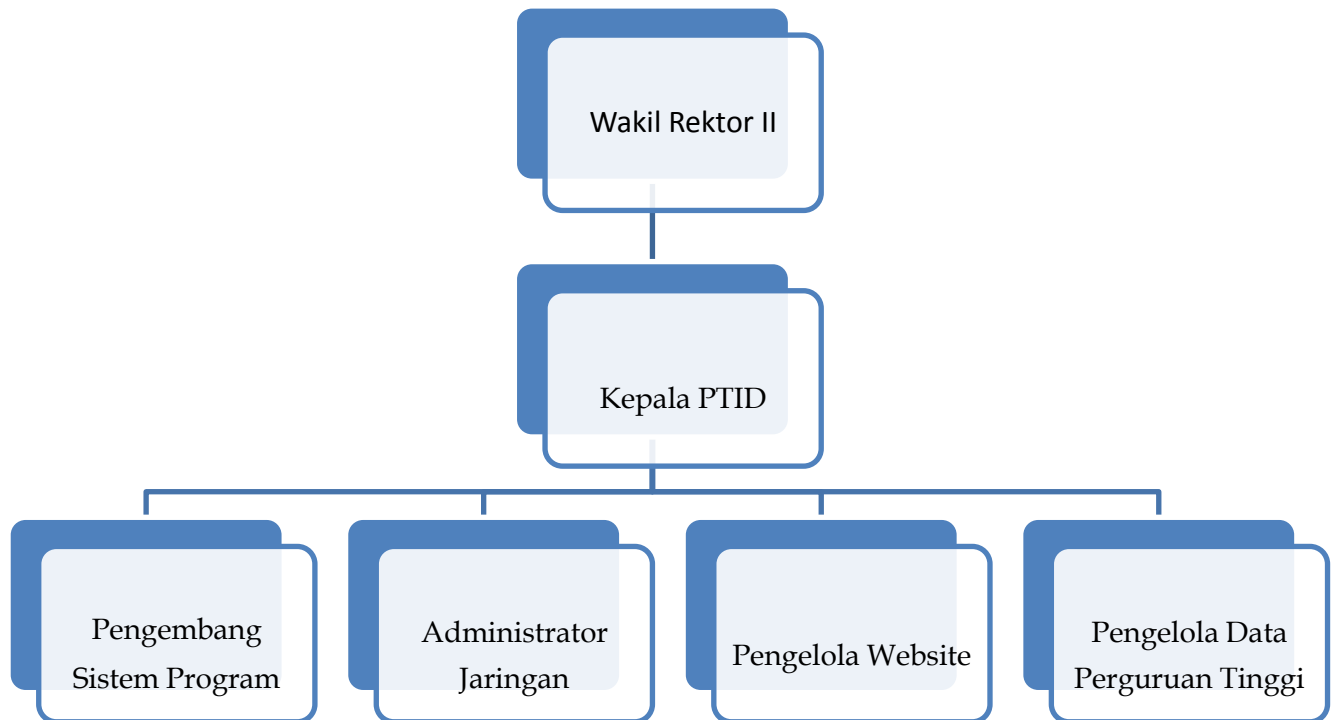 Wakil Rektor II
Kepala PTID
Pengembang
Sistem Program
Administrator
Jaringan
Pengelola Website
Pengelola Data
Perguruan Tinggi